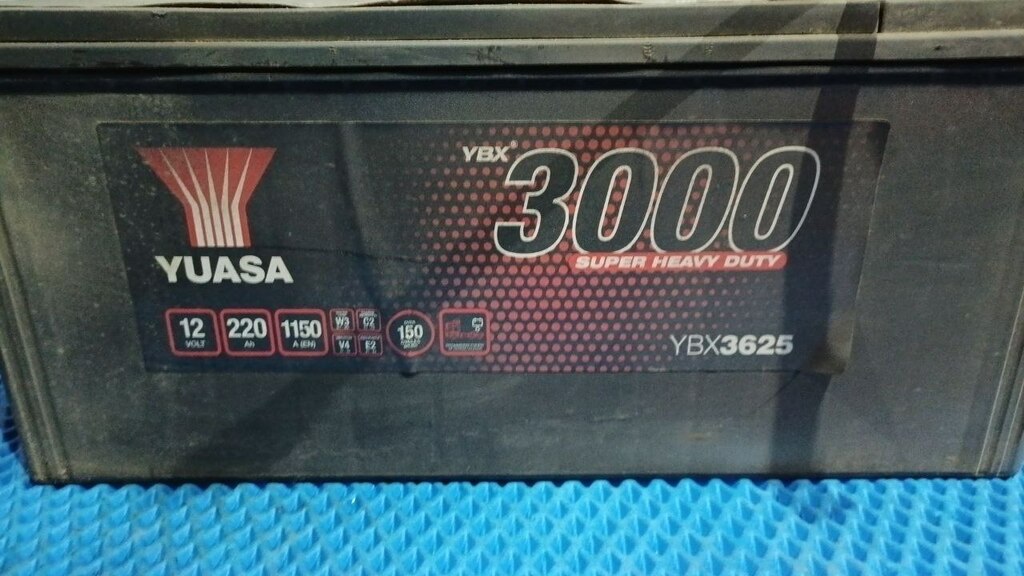 YUASA
YBX®
3000
SUPER HEAVY DUTY
12 VOLT
220 Ah
1150 A (EN)
W3 C2
V4 E2
150
YBX3625